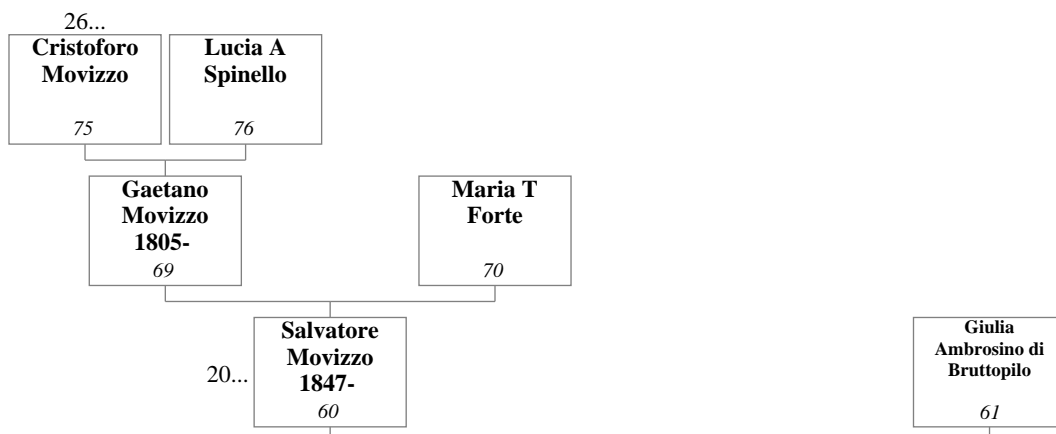 26...
Cristoforo
Movizzo
75
Lucia A
Spinello
76
Gaetano
Movizzo
1805-
69
Maria T
Forte
70
20...
Salvatore
Movizzo
1847-
60
Giulia
Ambrosino di
Bruttopilo
61